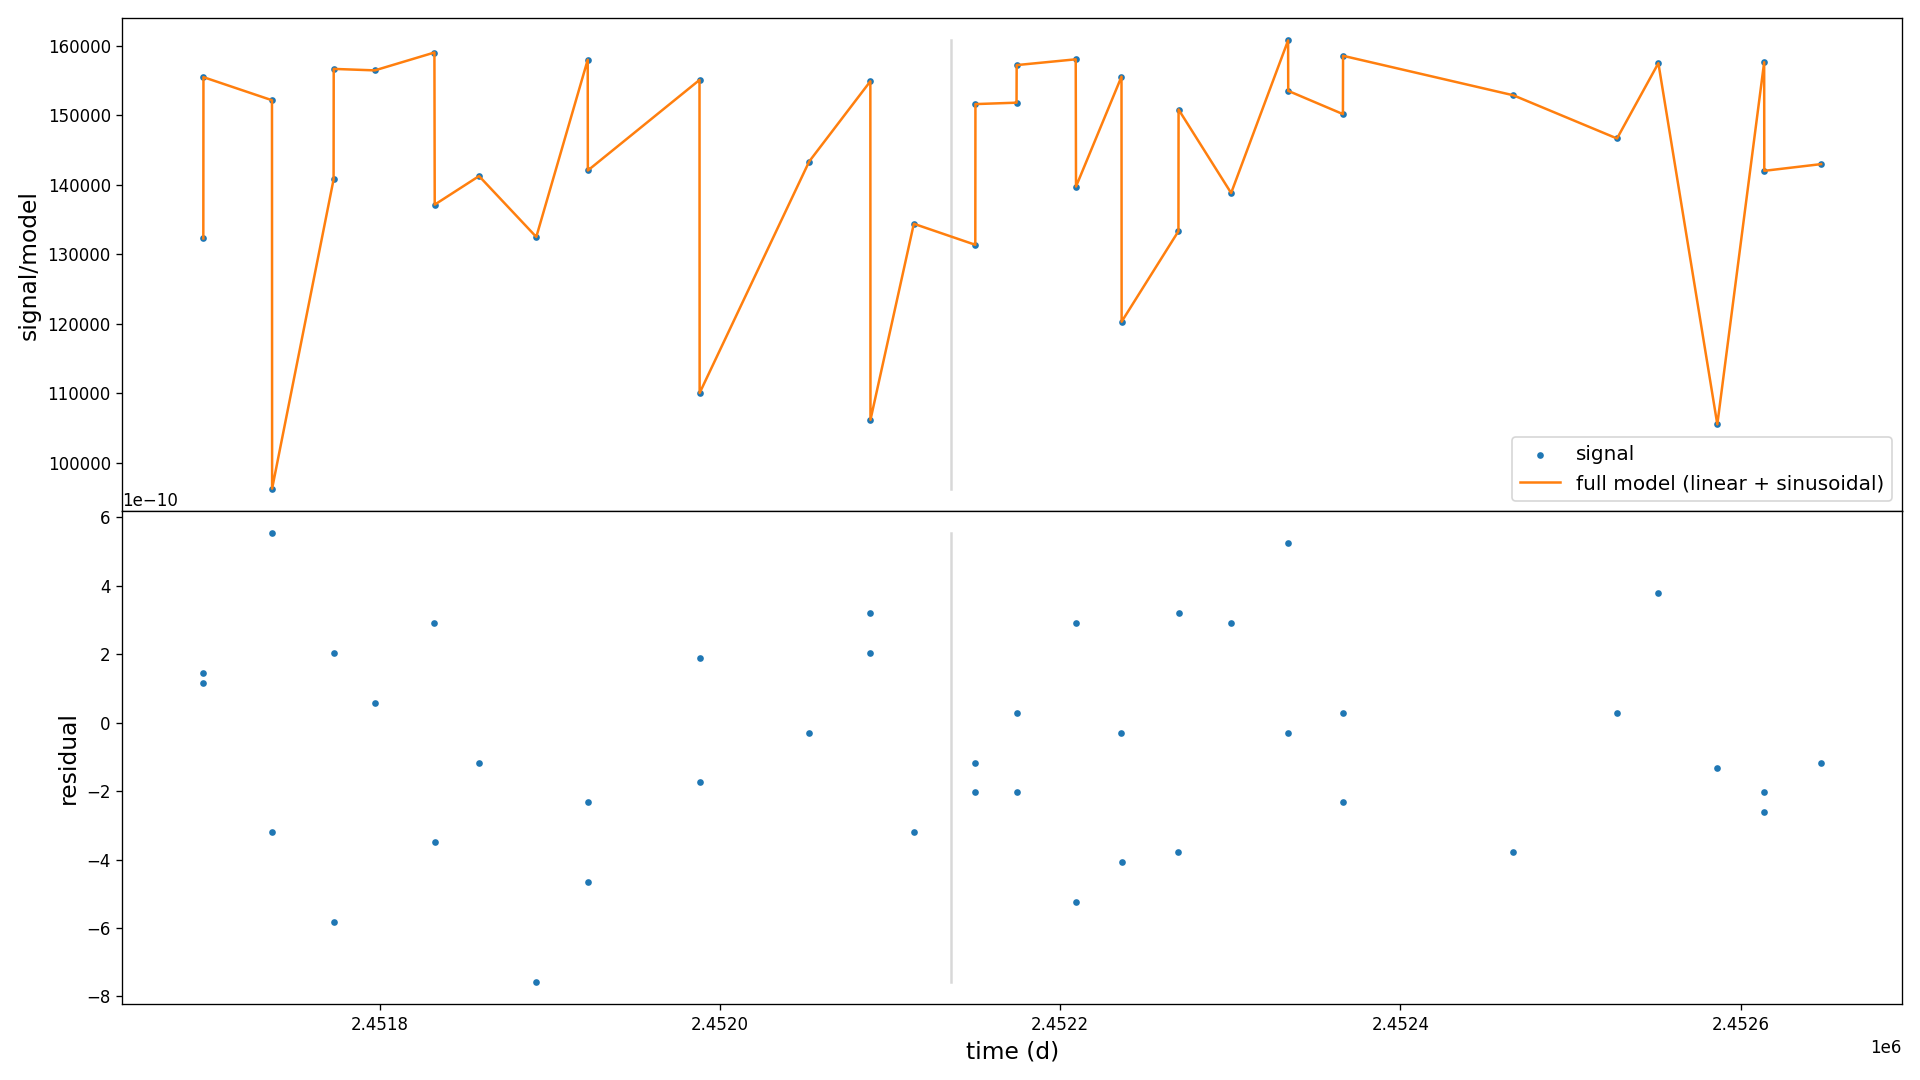 160000
150000
140000
130000
120000
110000
100000
signal/model
signal
full model (linear + sinusoidal)
1e−10
6
4
2
0
−2
−4
−6
−8
residual
2.4518
2.4520
2.4522
2.4524
2.4526
time (d)
1e6